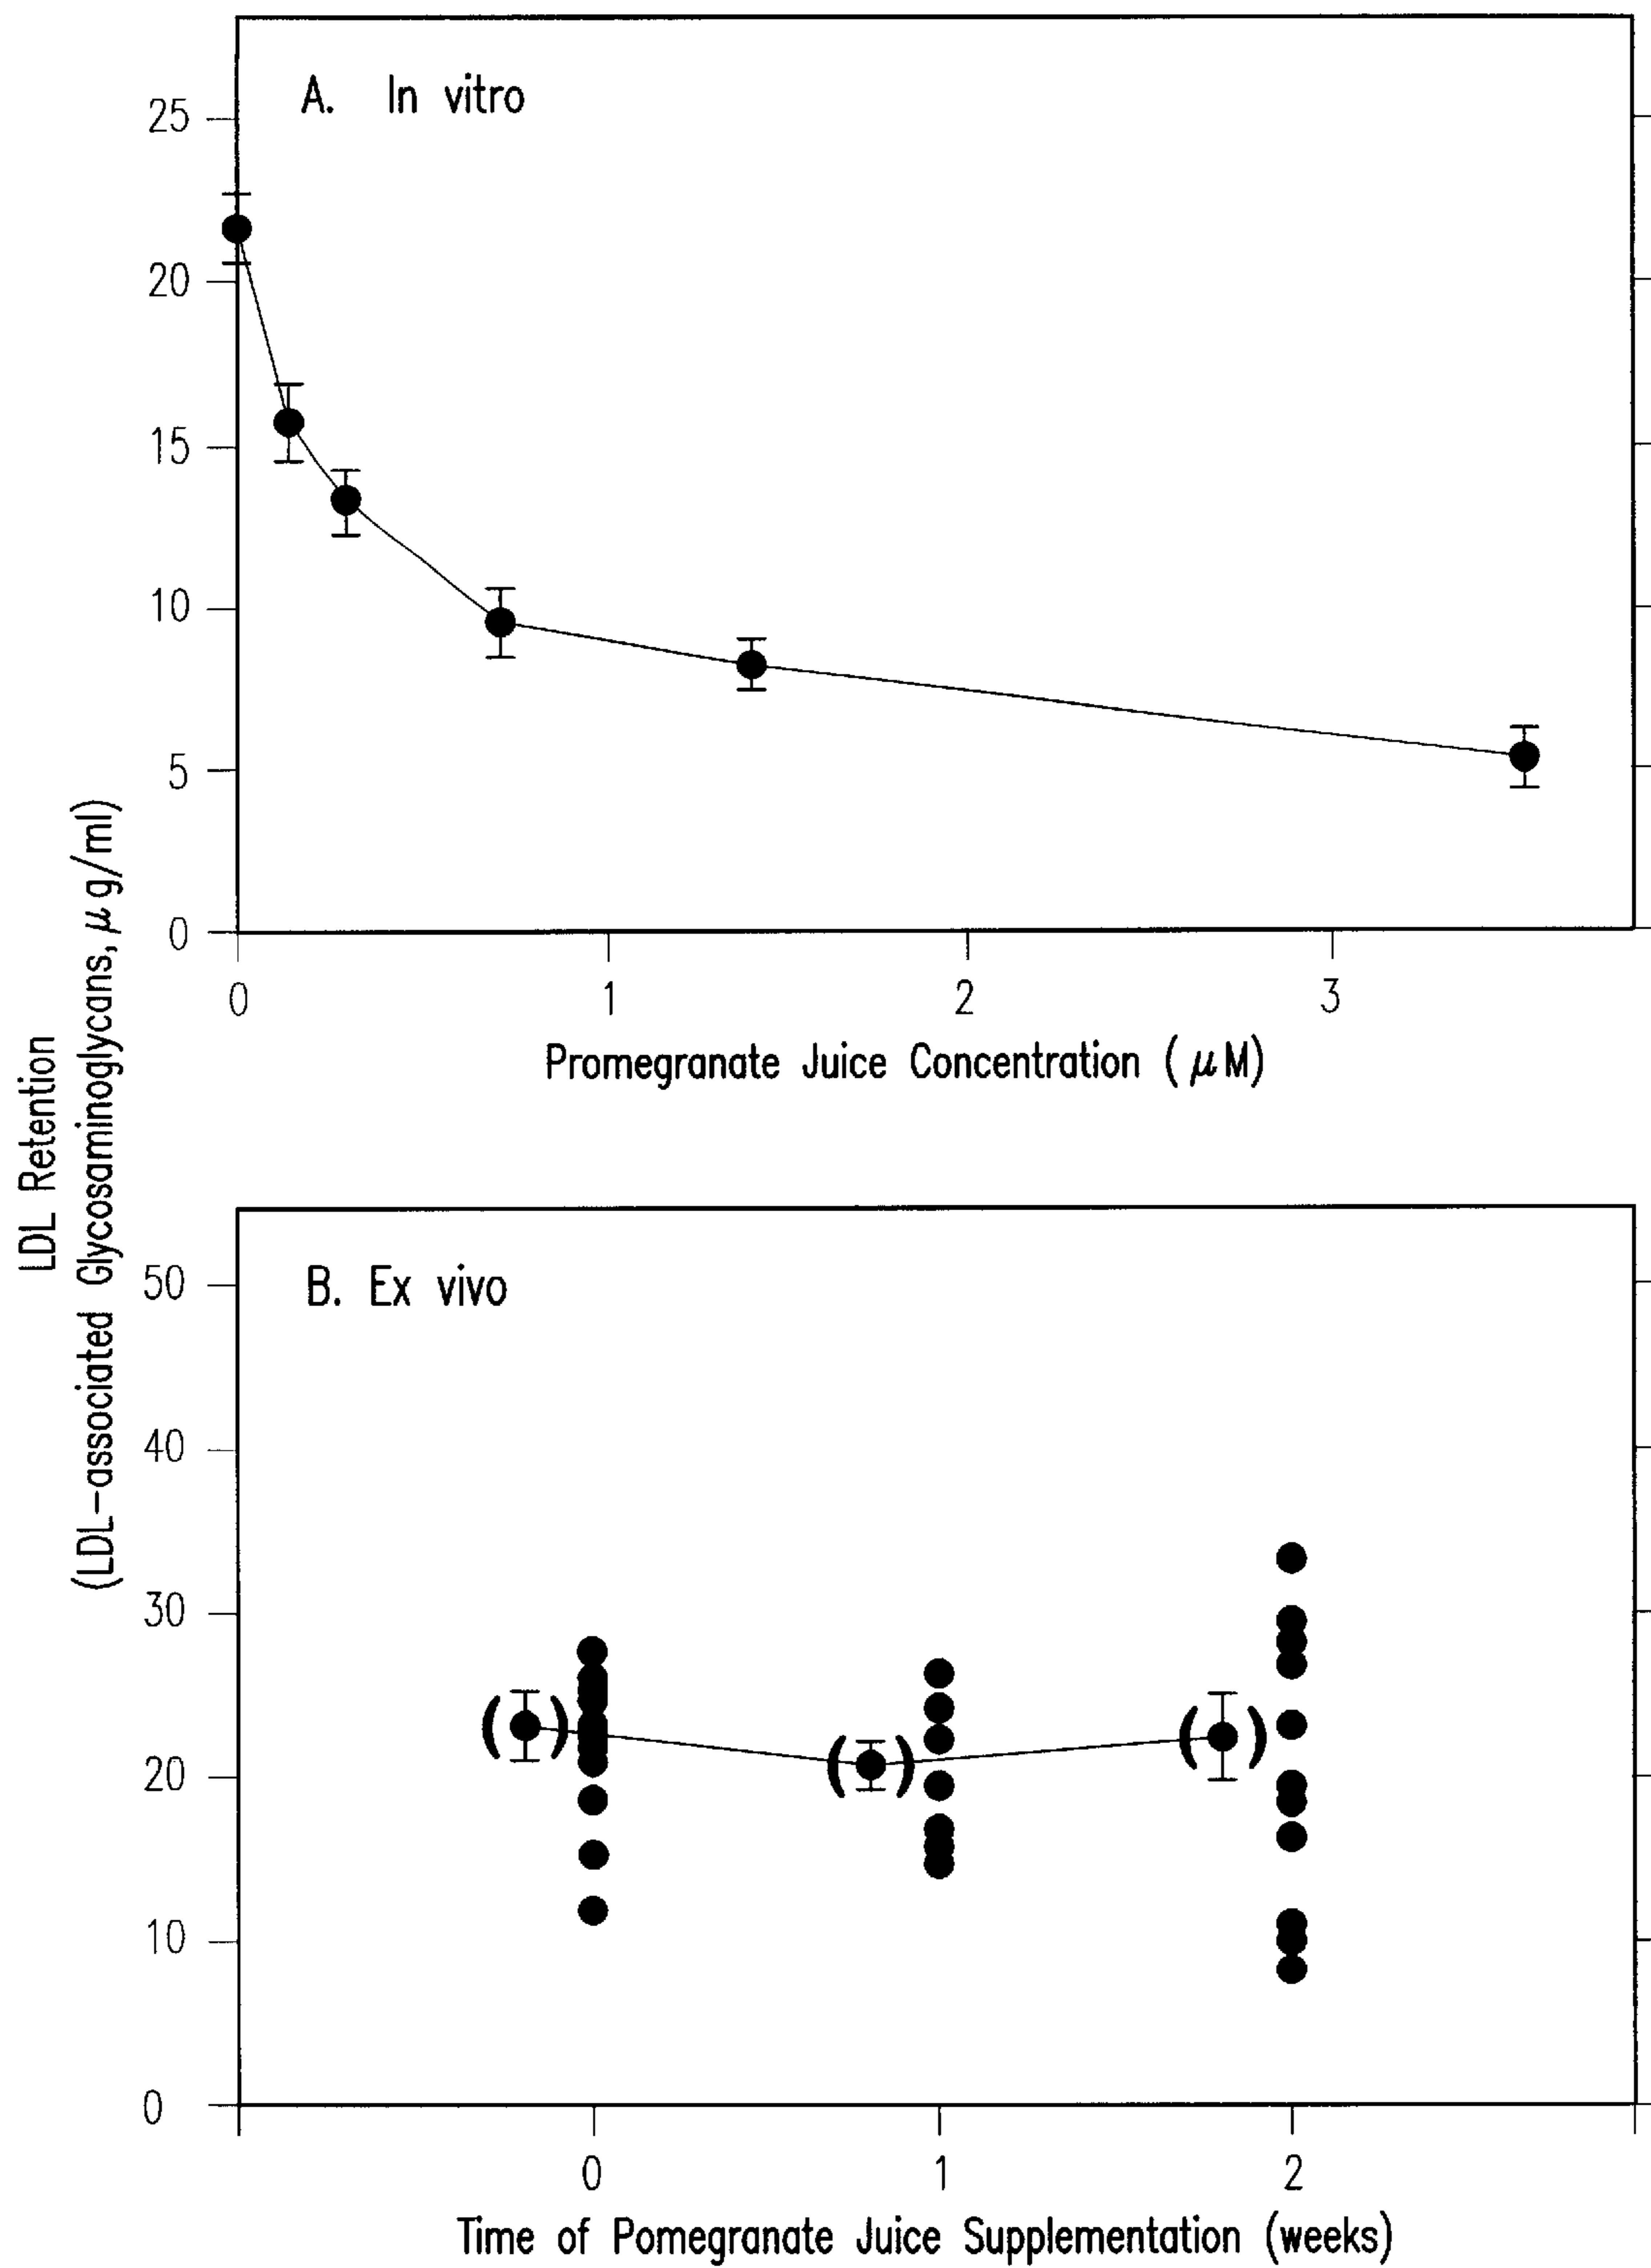 A. In vitro
25
20
15
10
5
0
0 1 2 3
Promegranate Juice Concentration (μM)
LDL Retention
(LDL-associated Glycosaminoglycans, μg/ml)
B. Ex vivo
50
40
30
20
10
0
0 1 2
Time of Pomegranate Juice Supplementation (weeks)